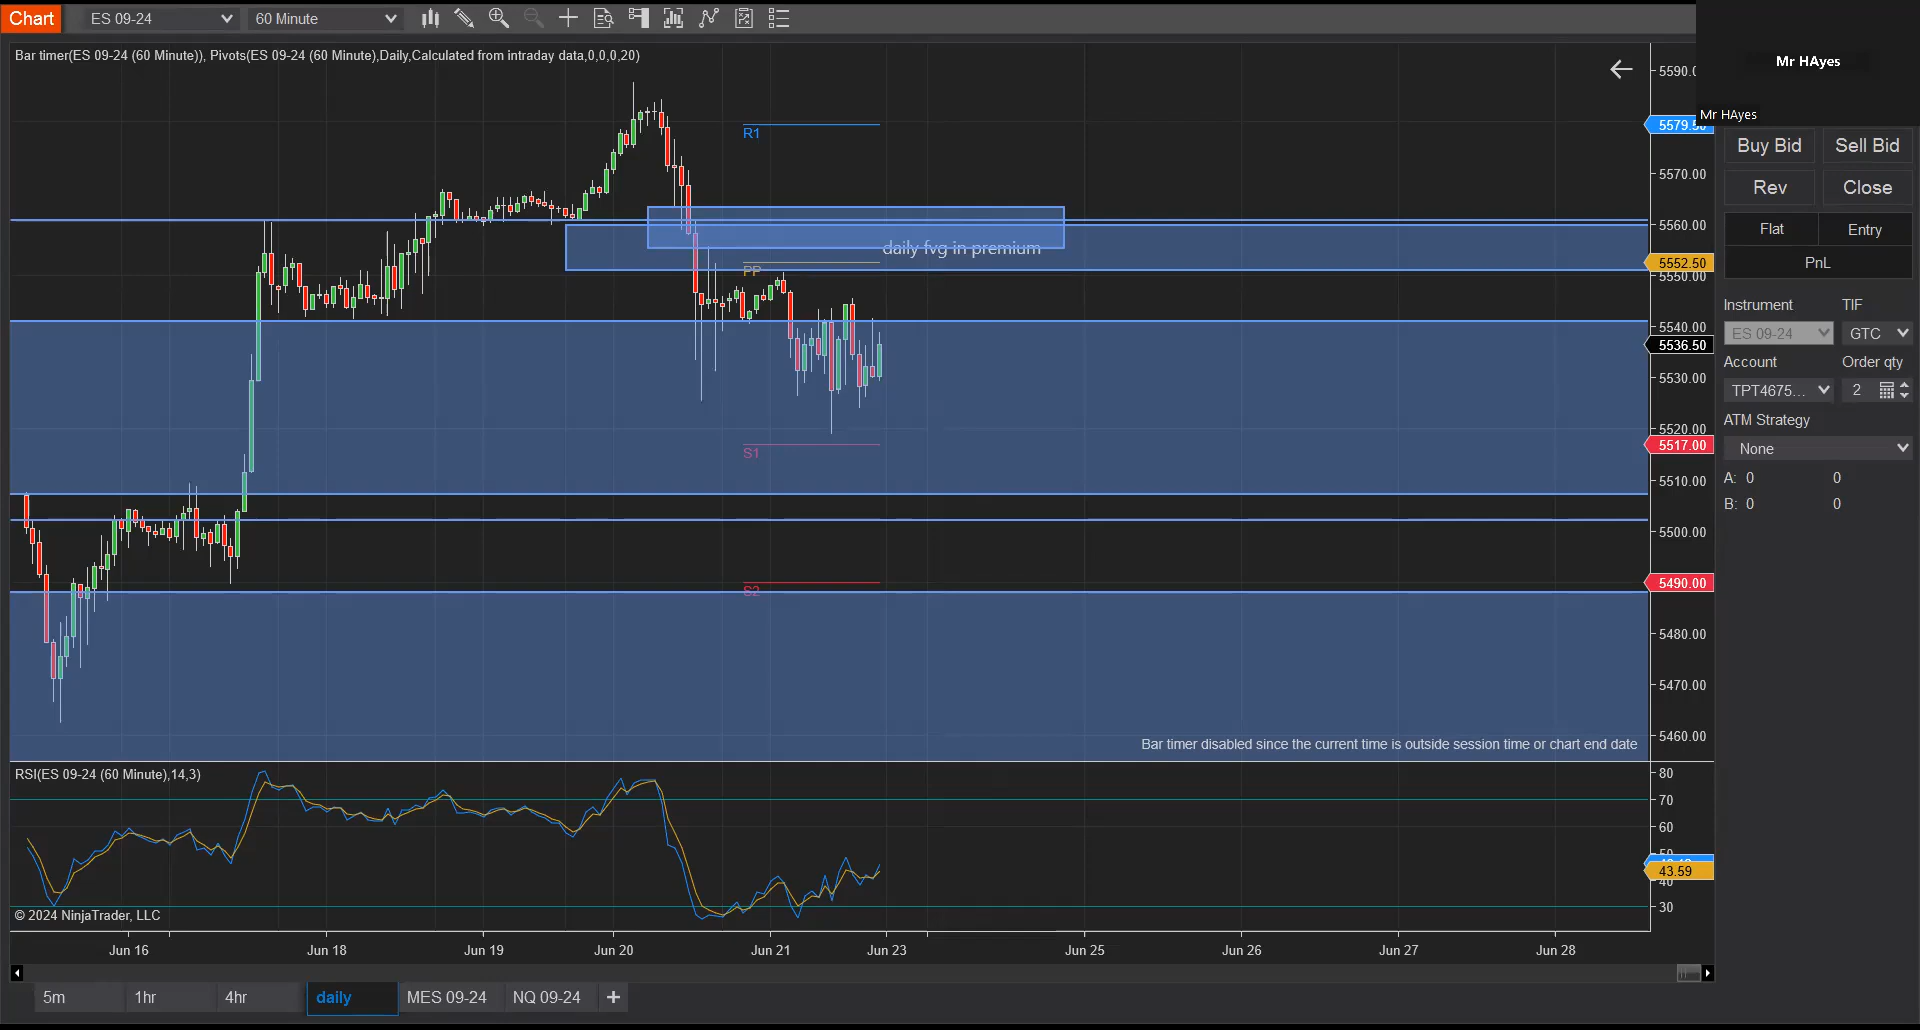 Chart ES 09-24 60 Minute
Bar timer(ES 09-24 (60 Minute)), Pivots(ES 09-24 (60 Minute),Daily,Calculated from intraday data,0,0,0,20)
Mr HAyes
Mr HAyes
R1
daily fvg in premium
PP
S1
S2
5590.0
5579.50
5570.00
5560.00
5552.50
5550.00
5540.00
5536.50
5530.00
5520.00
5517.00
5510.00
5500.00
5490.00
5480.00
5470.00
5460.00
Bar timer disabled since the current time is outside session time or chart end date
Buy Bid Sell Bid
Rev Close
Flat Entry
PnL
Instrument TIF
ES 09-24 GTC
Account Order qty
TPT4675... 2
ATM Strategy
None
A: 0 0
B: 0 0
RSI(ES 09-24 (60 Minute),14,3)
80
70
60
50
43.59
40
30
© 2024 NinjaTrader, LLC
Jun 16 Jun 18 Jun 19 Jun 20 Jun 21 Jun 23 Jun 25 Jun 26 Jun 27 Jun 28
5m 1hr 4hr daily MES 09-24 NQ 09-24 +